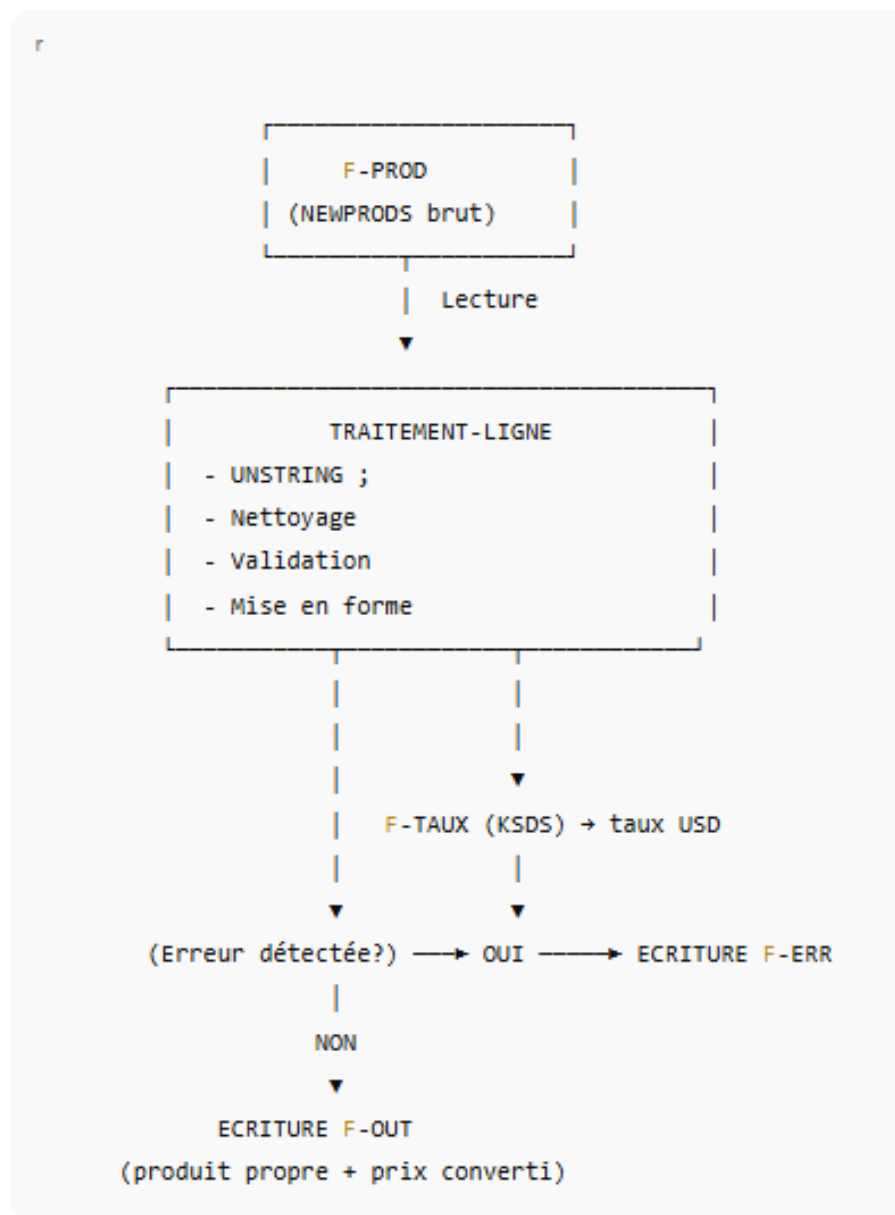 r
F-PROD
(NEWPRODS brut)
Lecture
▼
TRAITEMENT-LIGNE
- UNSTRING ;
- Nettoyage
- Validation
- Mise en forme
▼
F-TAUX (KSDS) → taux USD
▼ ▼
(Erreur détectée?) ───► OUI ─────► ECRITURE F-ERR
NON
▼
ECRITURE F-OUT
(produit propre + prix converti)